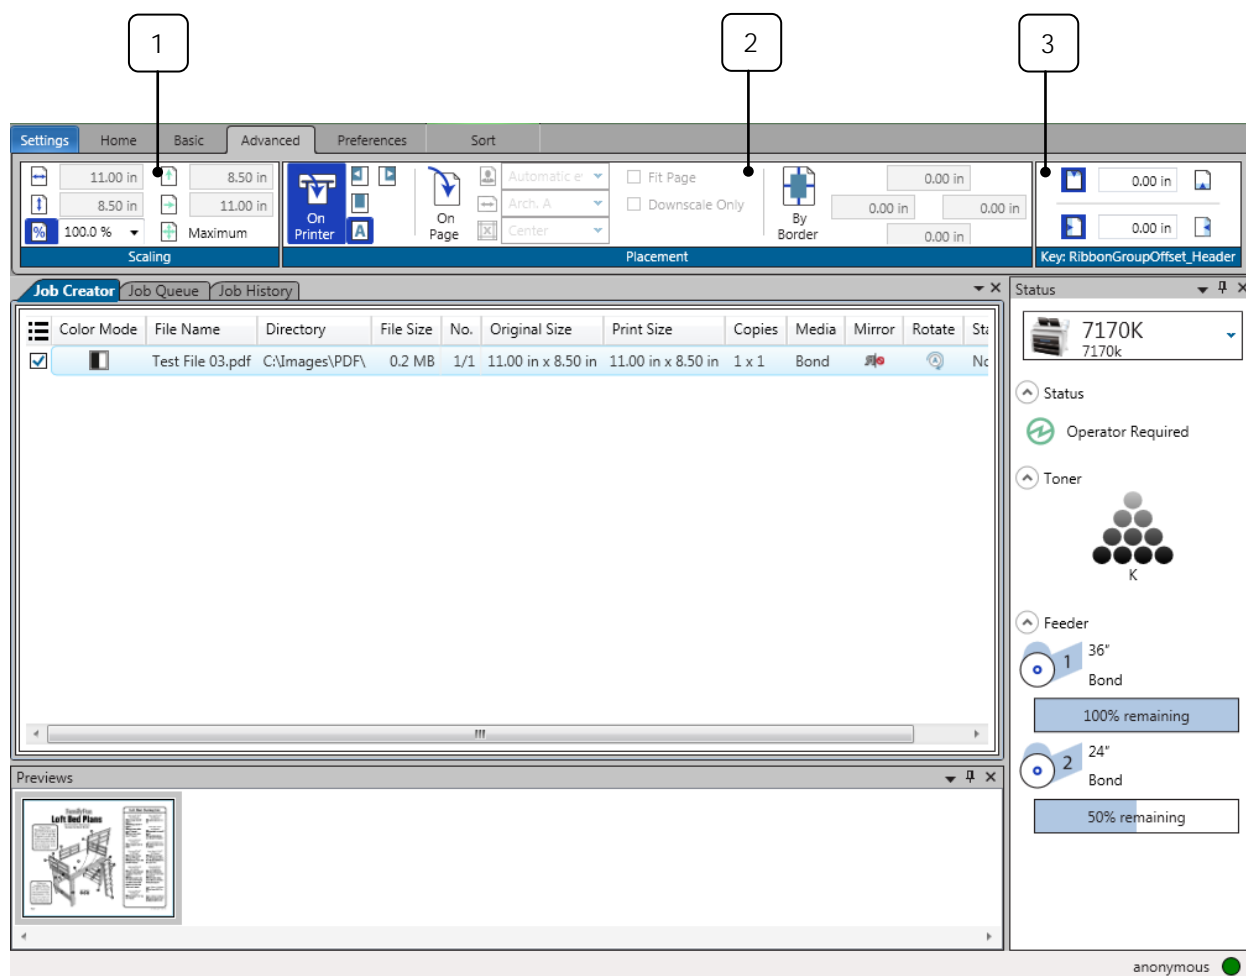 1 2 3
Settings Home Basic Advanced Preferences Sort
11.00 in 8.50 in Automatic e Fit Page 0.00 in 0.00 in
8.50 in 11.00 in On Printer On Page Arch. A Downscale Only By Border 0.00 in 0.00 in
% 100.0 % Maximum A Center 0.00 in 0.00 in
Scaling Placement Key: RibbonGroupOffset_Header
Job Creator Job Queue Job History
Color Mode File Name Directory File Size No. Original Size Print Size Copies Media Mirror Rotate Sta
Test File 03.pdf C:\Images\PDF\ 0.2 MB 1/1 11.00 in x 8.50 in 11.00 in x 8.50 in 1 x 1 Bond No
Previews
Loft Bed Plans
Status
7170K
7170k
Status
Operator Required
Toner
K
Feeder
1 36"
Bond
100% remaining
2 24"
Bond
50% remaining
anonymous